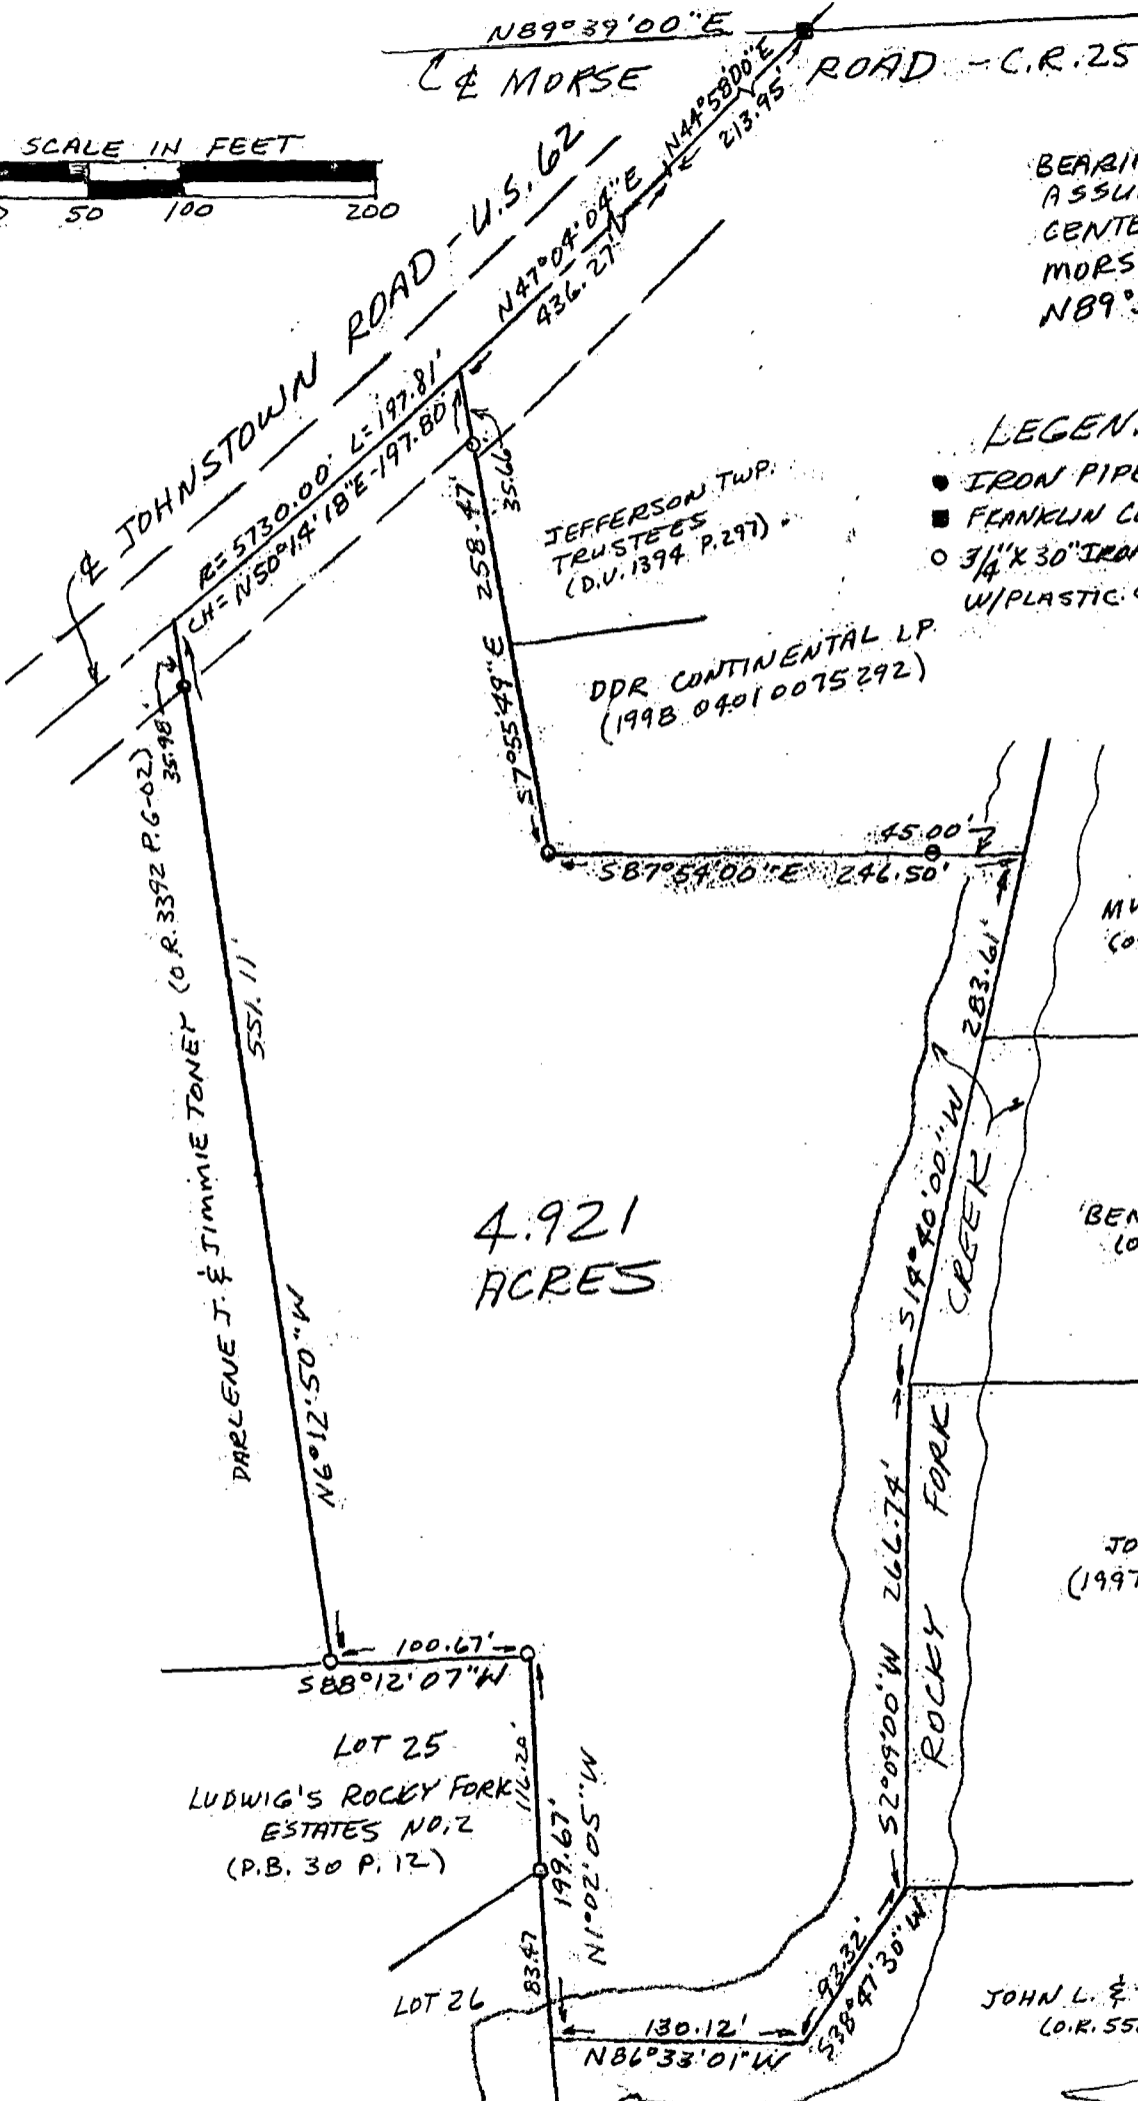 N89°39'00"E
℄ MORSE ROAD - C.R. 25
SCALE IN FEET
50 100 200
℄ JOHNSTOWN ROAD - U.S. 62
N44°58'00"E
213.95'
N47°04'04"E
436.27'
R=5730.00' L=197.81'
CH=N50°14'18"E-197.80'
ASSU
CENTE
MORS
N89°
LEGEN
IRON PIPE
FRANKLIN C
3/4" X 30" IRON
W/PLASTIC
35.66'
258.47'
S7°55'49"E
JEFFERSON TWP.
TRUSTEES
(D.V. 1394 P.297)
DDR CONTINENTAL LP.
(1998 04010075292)
35.98'
DARLENE J. & JIMMIE TONEY (O.R. 3392 P.G-02)
551.11'
N6°12'50"W
45.00'
S87°54'00"E 246.50'
MU
283.61'
S14°40'00"W
4.921
ACRES
BEN
ROCKY FORK CREEK
266.74'
S2°09'00"W
JO
(1997
100.67'
S88°12'07"W
LOT 25
LUDWIG'S ROCKY FORK
ESTATES NO. 2
(P.B. 30 P. 12)
116.20'
199.67'
N1°02'05"W
83.47
LOT 26
93.32'
S38°47'30"W
130.12'
N86°33'01"W
JOHN L. &
(O.R. 55